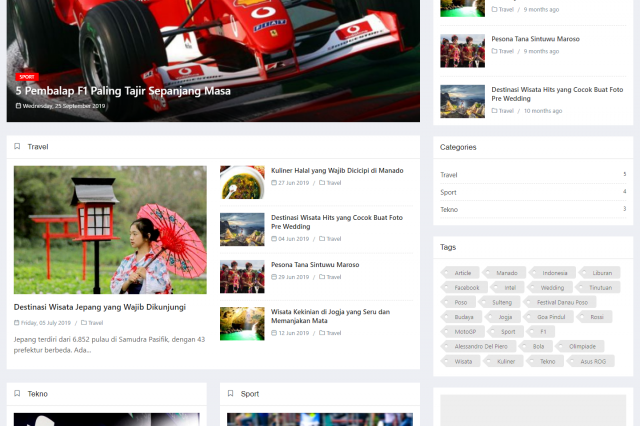 SPORT
5 Pembalap F1 Paling Tajir Sepanjang Masa
Wednesday, 25 September 2019
Travel
Destinasi Wisata Jepang yang Wajib Dikunjungi
Friday, 05 July 2019 / Travel
Jepang terdiri dari 6.852 pulau di Samudra Pasifik, dengan 43
prefektur berbeda. Ada...
Kuliner Halal yang Wajib Dicicipi di Manado
27 Jun 2019 / Travel
Destinasi Wisata Hits yang Cocok Buat Foto
Pre Wedding
04 Jun 2019 / Travel
Pesona Tana Sintuwu Maroso
29 Jun 2019 / Travel
Wisata Kekinian di Jogja yang Seru dan
Memanjakan Mata
12 Jun 2019 / Travel
Tekno
Sport
Travel / 9 months ago
Pesona Tana Sintuwu Maroso
Travel / 9 months ago
Destinasi Wisata Hits yang Cocok Buat Foto
Pre Wedding
Travel / 10 months ago
Categories
Travel 5
Sport 4
Tekno 3
Tags
Article Manado Indonesia Liburan
Facebook Intel Wedding Tinutuan
Poso Sulteng Festival Danau Poso
Budaya Jogja Goa Pindul Rossi
MotoGP Sport F1
Alessandro Del Piero Bola Olimpiade
Wisata Kuliner Tekno Asus ROG